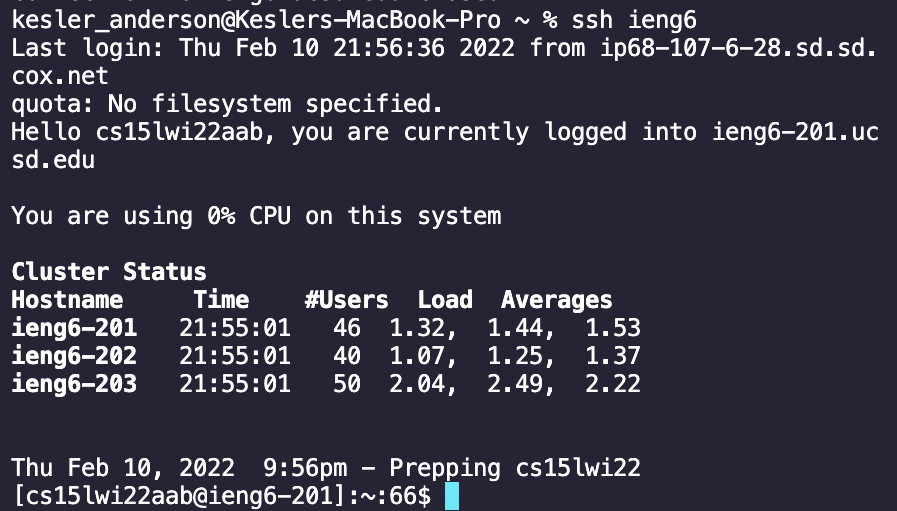 kesler_anderson@Keslers-MacBook-Pro ~ % ssh ieng6
Last login: Thu Feb 10 21:56:36 2022 from ip68-107-6-28.sd.sd.
cox.net
quota: No filesystem specified.
Hello cs15lwi22aab, you are currently logged into ieng6-201.uc
sd.edu
You are using 0% CPU on this system
Cluster Status
Hostname     Time    #Users  Load  Averages
ieng6-201   21:55:01   46  1.32,  1.44,  1.53
ieng6-202   21:55:01   40  1.07,  1.25,  1.37
ieng6-203   21:55:01   50  2.04,  2.49,  2.22
Thu Feb 10, 2022  9:56pm - Prepping cs15lwi22
[cs15lwi22aab@ieng6-201]:~:66$